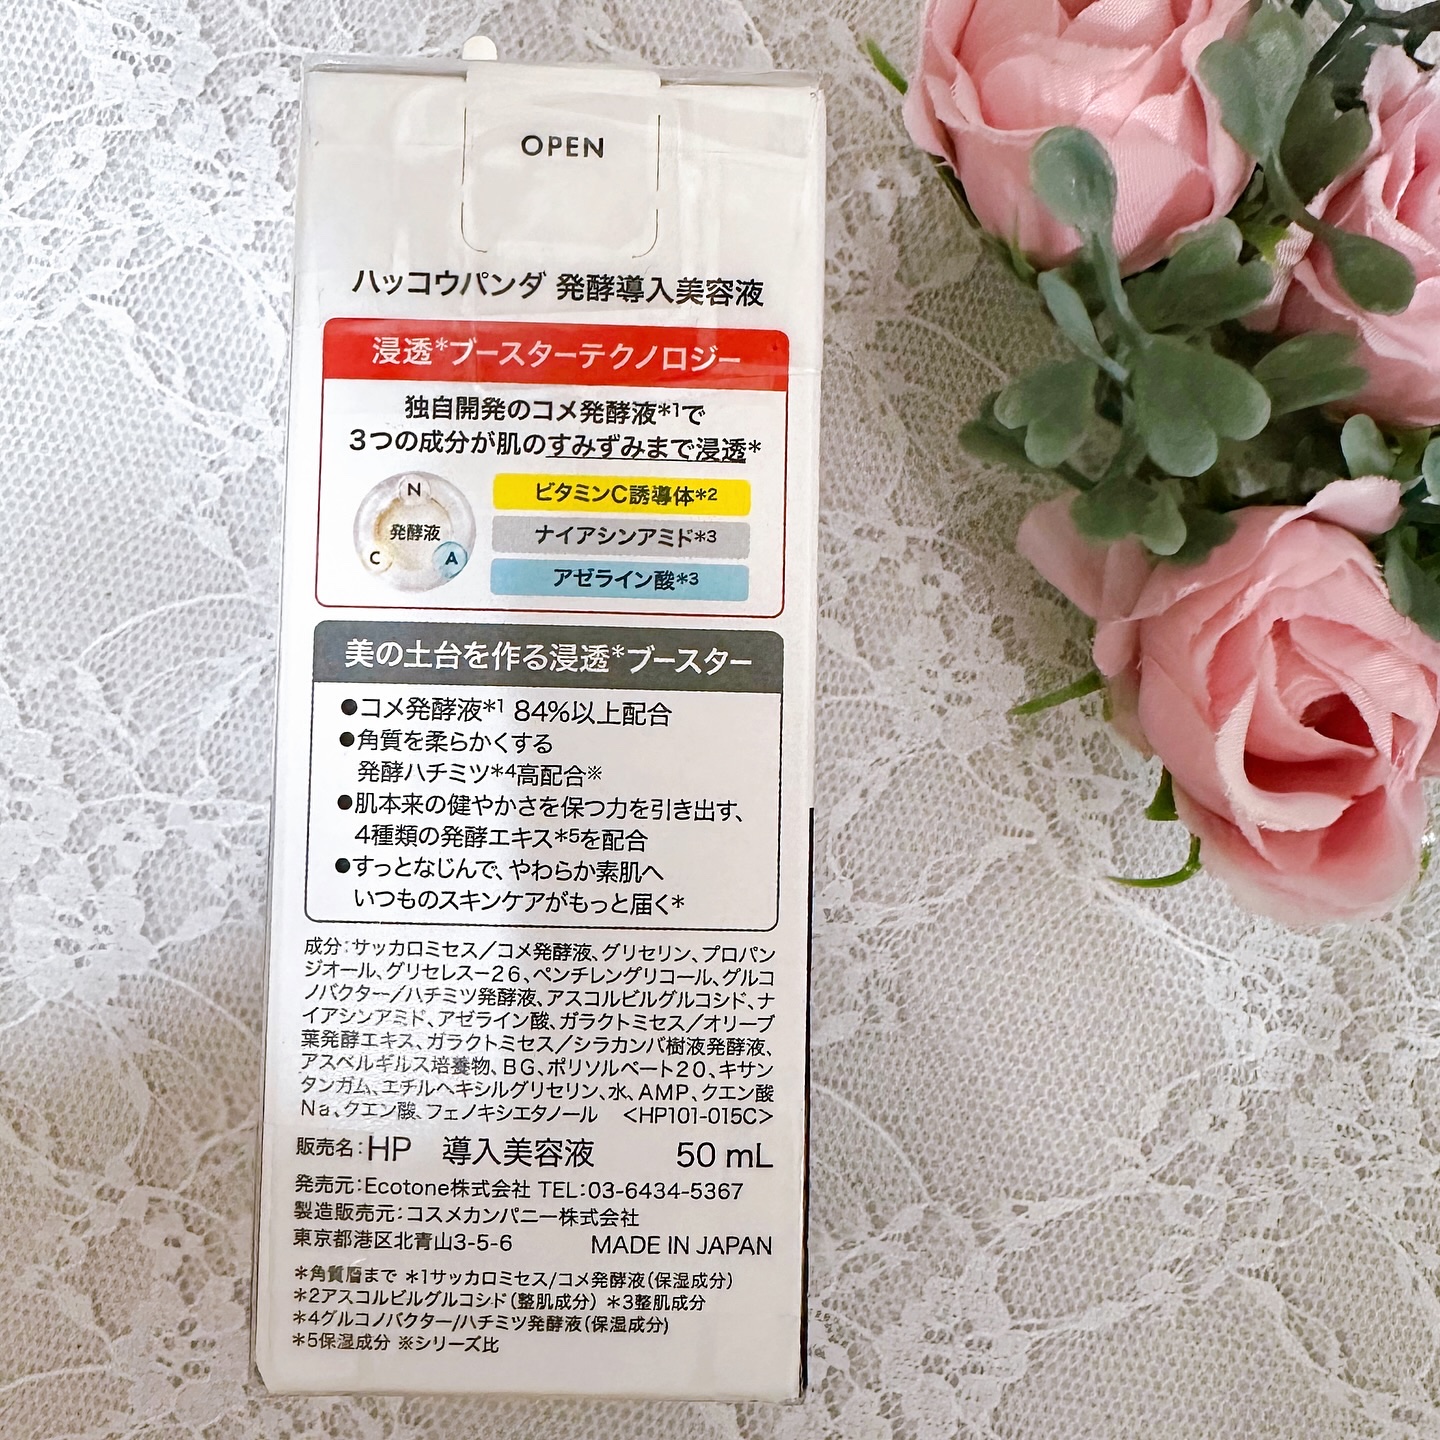 OPEN
ハッコウパンダ 発酵導入美容液
浸透*ブースターテクノロジー
独自開発のコメ発酵液*1で
3つの成分が肌のすみずみまで浸透*
N
発酵液
C
A
ビタミンC誘導体*2
ナイアシンアミド*3
アゼライン酸*3
美の土台を作る浸透*ブースター
●コメ発酵液*1 84%以上配合
●角質を柔らかくする
発酵ハチミツ*4高配合※
●肌本来の健やかさを保つ力を引き出す、
4種類の発酵エキス*5を配合
●すっとなじんで、やわらか素肌へ
いつものスキンケアがもっと届く*
成分:サッカロミセス/コメ発酵液、グリセリン、プロパン
ジオール、グリセレス-26、ペンチレングリコール、グルコ
ノバクター/ハチミツ発酵液、アスコルビルグルコシド、ナ
イアシンアミド、アゼライン酸、ガラクトミセス/オリーブ
葉発酵エキス、ガラクトミセス/シラカンバ樹液発酵液、
アスペルギルス培養物、BG、ポリソルベート20、キサン
タンガム、エチルヘキシルグリセリン、水、AMP、クエン酸
Na、クエン酸、フェノキシエタノール <HP101-015C>
販売名:HP 導入美容液 50 mL
発売元:Ecotone株式会社 TEL:03-6434-5367
製造販売元:コスメカンパニー株式会社
東京都港区北青山3-5-6 MADE IN JAPAN
*角質層まで *1サッカロミセス/コメ発酵液(保湿成分)
*2アスコルビルグルコシド(整肌成分) *3整肌成分
*4グルコノバクター/ハチミツ発酵液(保湿成分)
*5保湿成分 ※シリーズ比